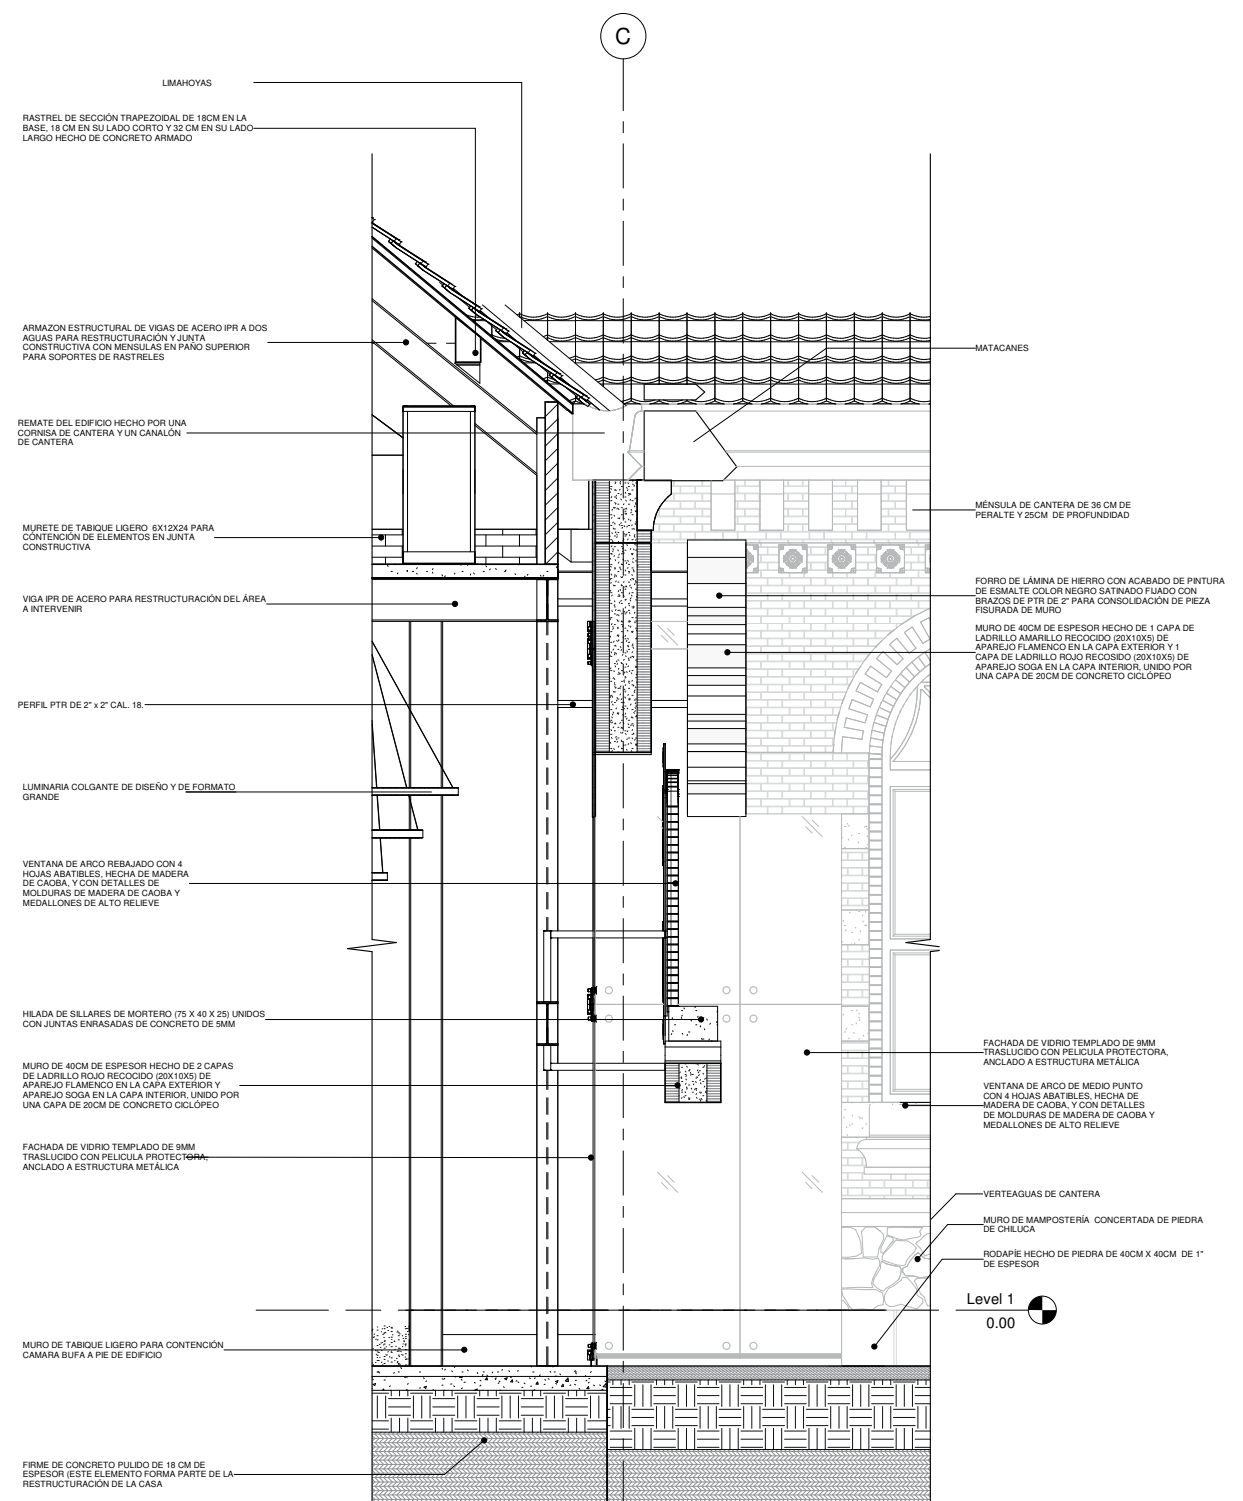 C
LIMAHOYAS
RASTREL DE SECCIÓN TRAPEZOIDAL DE 18CM EN LA
BASE, 18 CM EN SU LADO CORTO Y 32 CM EN SU LADO
LARGO HECHO DE CONCRETO ARMADO
ARMAZON ESTRUCTURAL DE VIGAS DE ACERO IPR A DOS
AGUAS PARA RESTRUCTURACIÓN Y JUNTA
CONSTRUCTIVA CON MENSULAS EN PAÑO SUPERIOR
PARA SOPORTES DE RASTRELES
REMATE DEL EDIFICIO HECHO POR UNA
CORNISA DE CANTERA Y UN CANALÓN
DE CANTERA
MURETE DE TABIQUE LIGERO 6X12X24 PARA
CONTENCIÓN DE ELEMENTOS EN JUNTA
CONSTRUCTIVA
VIGA IPR DE ACERO PARA RESTRUCTURACIÓN DEL ÁREA
A INTERVENIR
PERFIL PTR DE 2" x 2" CAL. 18.
LUMINARIA COLGANTE DE DISEÑO Y DE FORMATO
GRANDE
VENTANA DE ARCO REBAJADO CON 4
HOJAS ABATIBLES, HECHA DE MADERA
DE CAOBA, Y CON DETALLES DE
MOLDURAS DE MADERA DE CAOBA Y
MEDALLONES DE ALTO RELIEVE
HILADA DE SILLARES DE MORTERO (75 X 40 X 25) UNIDOS
CON JUNTAS ENRASADAS DE CONCRETO DE 5MM
MURO DE 40CM DE ESPESOR HECHO DE 2 CAPAS
DE LADRILLO ROJO RECOCIDO (20X10X5) DE
APAREJO FLAMENCO EN LA CAPA EXTERIOR Y
APAREJO SOGA EN LA CAPA INTERIOR, UNIDO POR
UNA CAPA DE 20CM DE CONCRETO CICLÓPEO
FACHADA DE VIDRIO TEMPLADO DE 9MM
TRASLUCIDO CON PELICULA PROTECTORA,
ANCLADO A ESTRUCTURA METÁLICA
MURO DE TABIQUE LIGERO PARA CONTENCIÓN
CAMARA BUFA A PIE DE EDIFICIO
FIRME DE CONCRETO PULIDO DE 18 CM DE
ESPESOR (ESTE ELEMENTO FORMA PARTE DE LA
RESTRUCTURACIÓN DE LA CASA
MATACANES
MÉNSULA DE CANTERA DE 36 CM DE
PERALTE Y 25CM DE PROFUNDIDAD
FORRO DE LÁMINA DE HIERRO CON ACABADO DE PINTURA
DE ESMALTE COLOR NEGRO SATINADO FIJADO CON
BRAZOS DE PTR DE 2" PARA CONSOLIDACIÓN DE PIEZA
FISURADA DE MURO
MURO DE 40CM DE ESPESOR HECHO DE 1 CAPA DE
LADRILLO AMARILLO RECOCIDO (20X10X5) DE
APAREJO FLAMENCO EN LA CAPA EXTERIOR Y 1
CAPA DE LADRILLO ROJO RECOSIDO (20X10X5) DE
APAREJO SOGA EN LA CAPA INTERIOR, UNIDO POR
UNA CAPA DE 20CM DE CONCRETO CICLÓPEO
FACHADA DE VIDRIO TEMPLADO DE 9MM
TRASLUCIDO CON PELICULA PROTECTORA,
ANCLADO A ESTRUCTURA METÁLICA
VENTANA DE ARCO DE MEDIO PUNTO
CON 4 HOJAS ABATIBLES, HECHA DE
MADERA DE CAOBA, Y CON DETALLES
DE MOLDURAS DE MADERA DE CAOBA Y
MEDALLONES DE ALTO RELIEVE
VERTEAGUAS DE CANTERA
MURO DE MAMPOSTERÍA CONCERTADA DE PIEDRA
DE CHILUCA
RODAPÍE HECHO DE PIEDRA DE 40CM X 40CM DE 1"
DE ESPESOR
Level 1
0.00